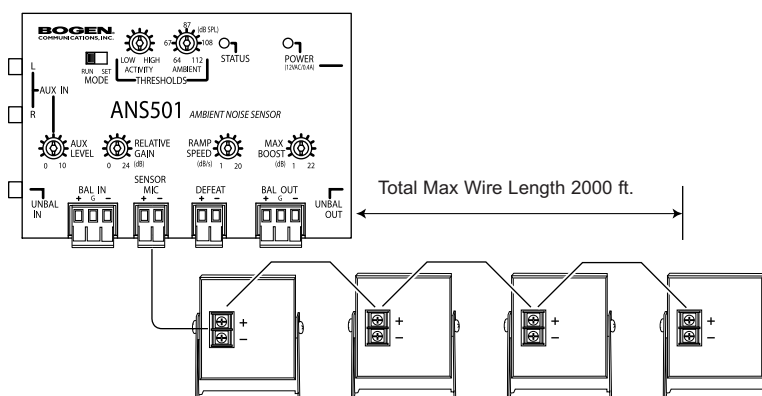 BOGEN
COMMUNICATIONS, INC.
87
(dB SPL)
67
108
LOW HIGH
64 112
ACTIVITY
AMBIENT
THRESHOLDS
STATUS
POWER
(12VAC/0.4A)
RUN SET
MODE
L
AUX IN
R
ANS501 AMBIENT NOISE SENSOR
AUX
LEVEL
0 10
RELATIVE
GAIN
0 24 (dB)
RAMP
SPEED
(dB/s)
1 20
MAX
BOOST
(dB)
1 22
UNBAL
IN
BAL IN
+ G −
SENSOR
MIC
+ −
DEFEAT
+ −
BAL OUT
+ G −
UNBAL
OUT
Total Max Wire Length 2000 ft.
+
−
+
−
+
−
+
−